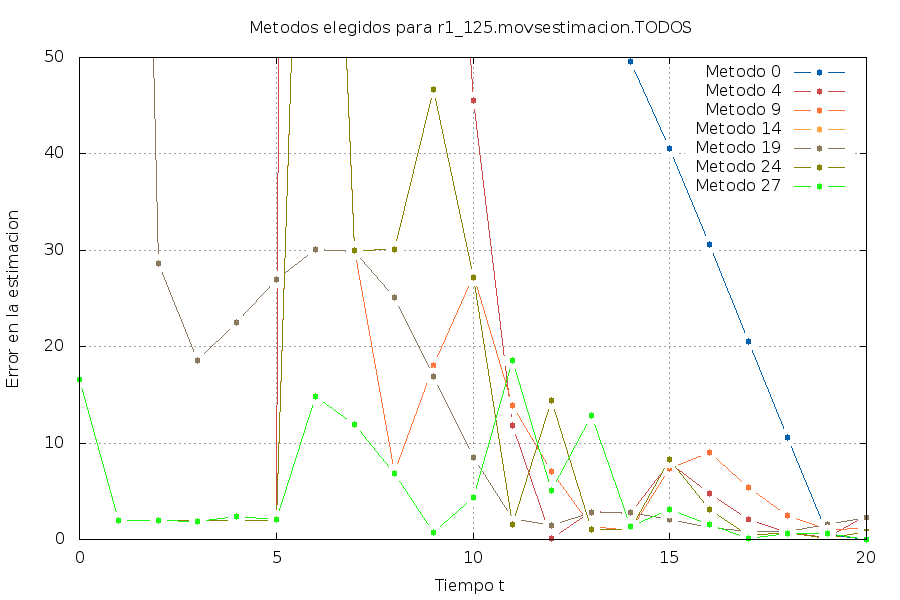 Metodos elegidos para r1_125.movsestimacion.TODOS
50
40
30
20
10
0
Error en la estimacion
Metodo 0
Metodo 4
Metodo 9
Metodo 14
Metodo 19
Metodo 24
Metodo 27
0
5
10
15
20
Tiempo t